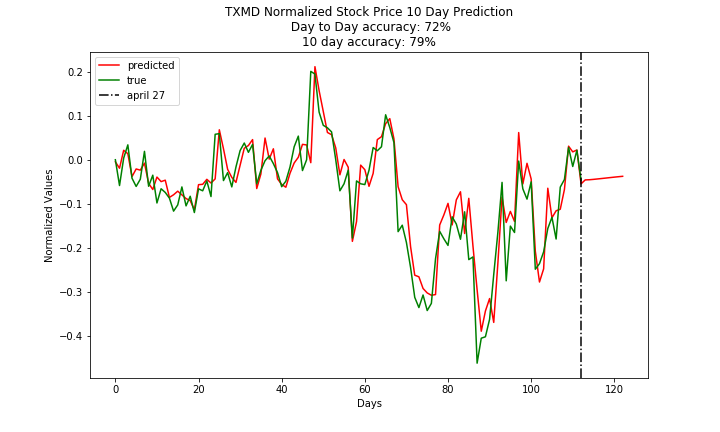 TXMD Normalized Stock Price 10 Day Prediction
Day to Day accuracy: 72%
10 day accuracy: 79%
predicted
true
april 27
Normalized Values
0.2
0.1
0.0
−0.1
−0.2
−0.3
−0.4
0
20
40
60
80
100
120
Days